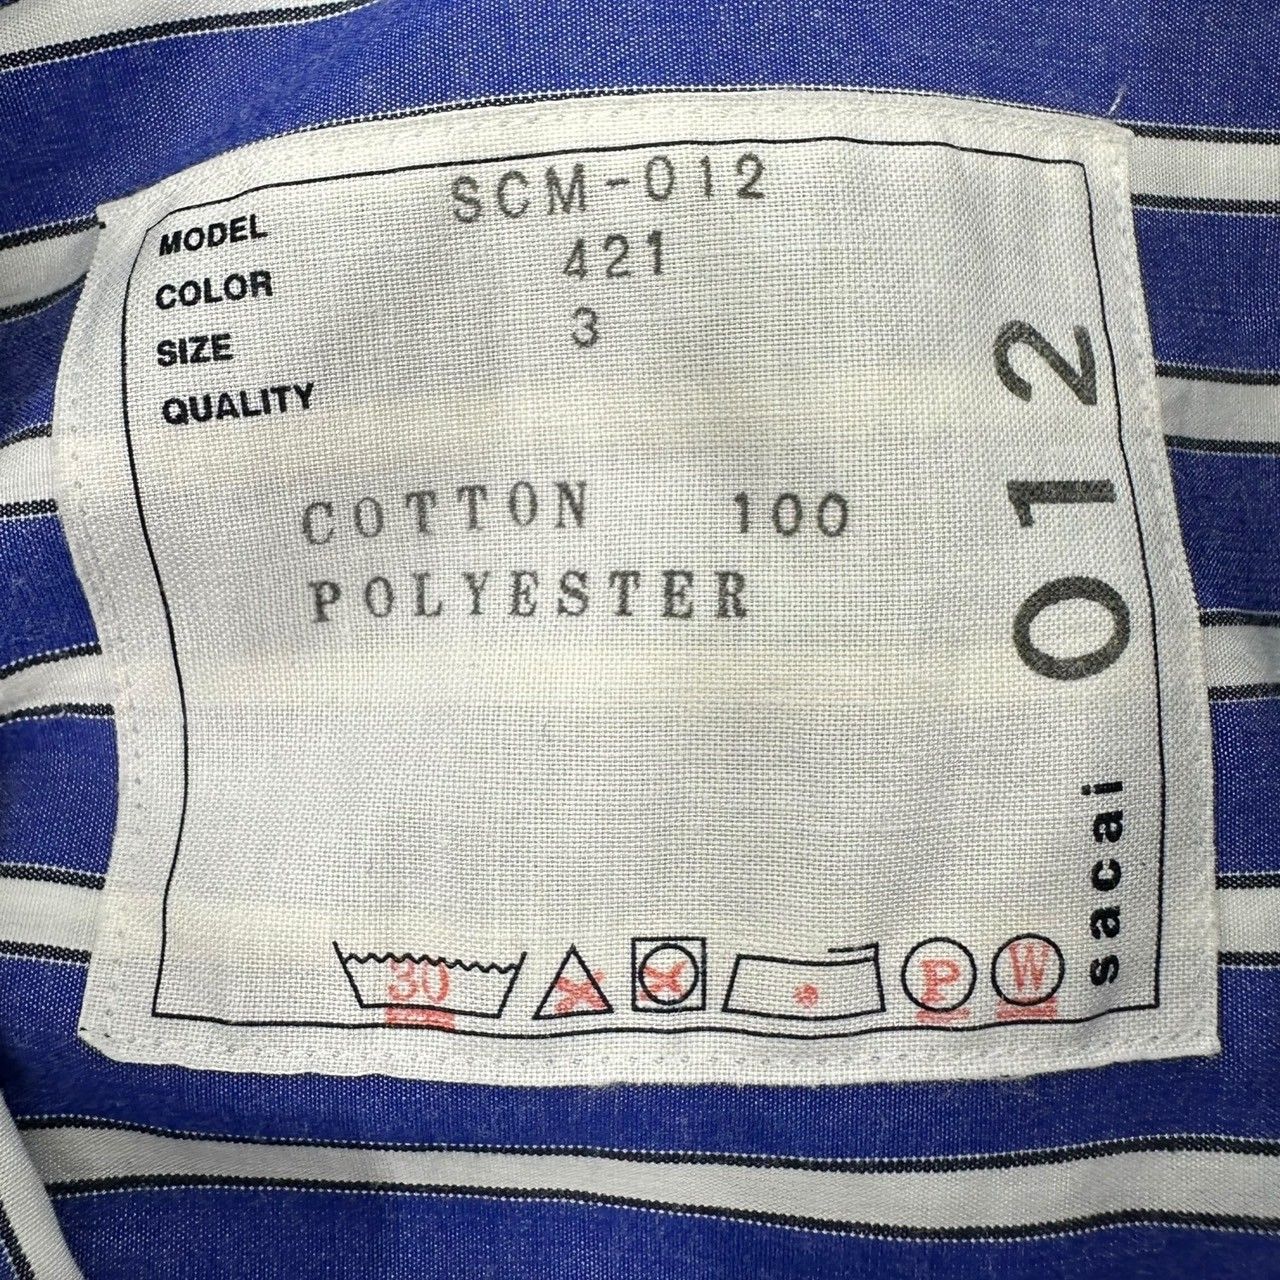 MODEL SCM-012
COLOR 421
SIZE 3
QUALITY
COTTON 100
POLYESTER
30
P
W
sacai 012